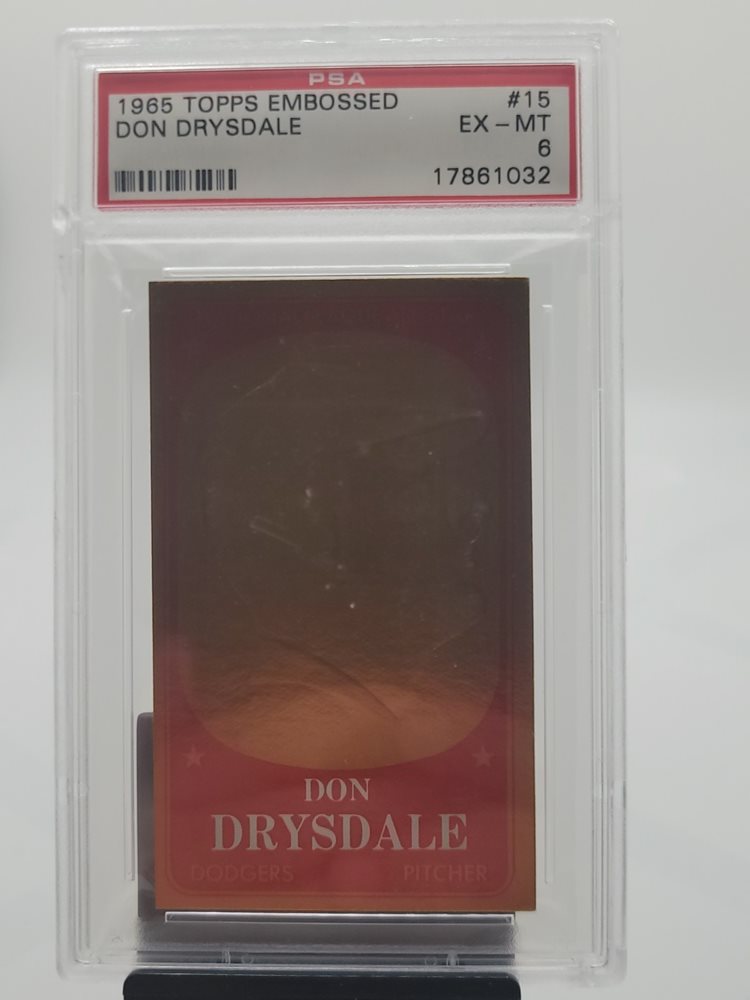 PSA
1965 TOPPS EMBOSSED #15
DON DRYSDALE EX - MT
6
17861032
DON
DRYSDALE
DODGERS PITCHER